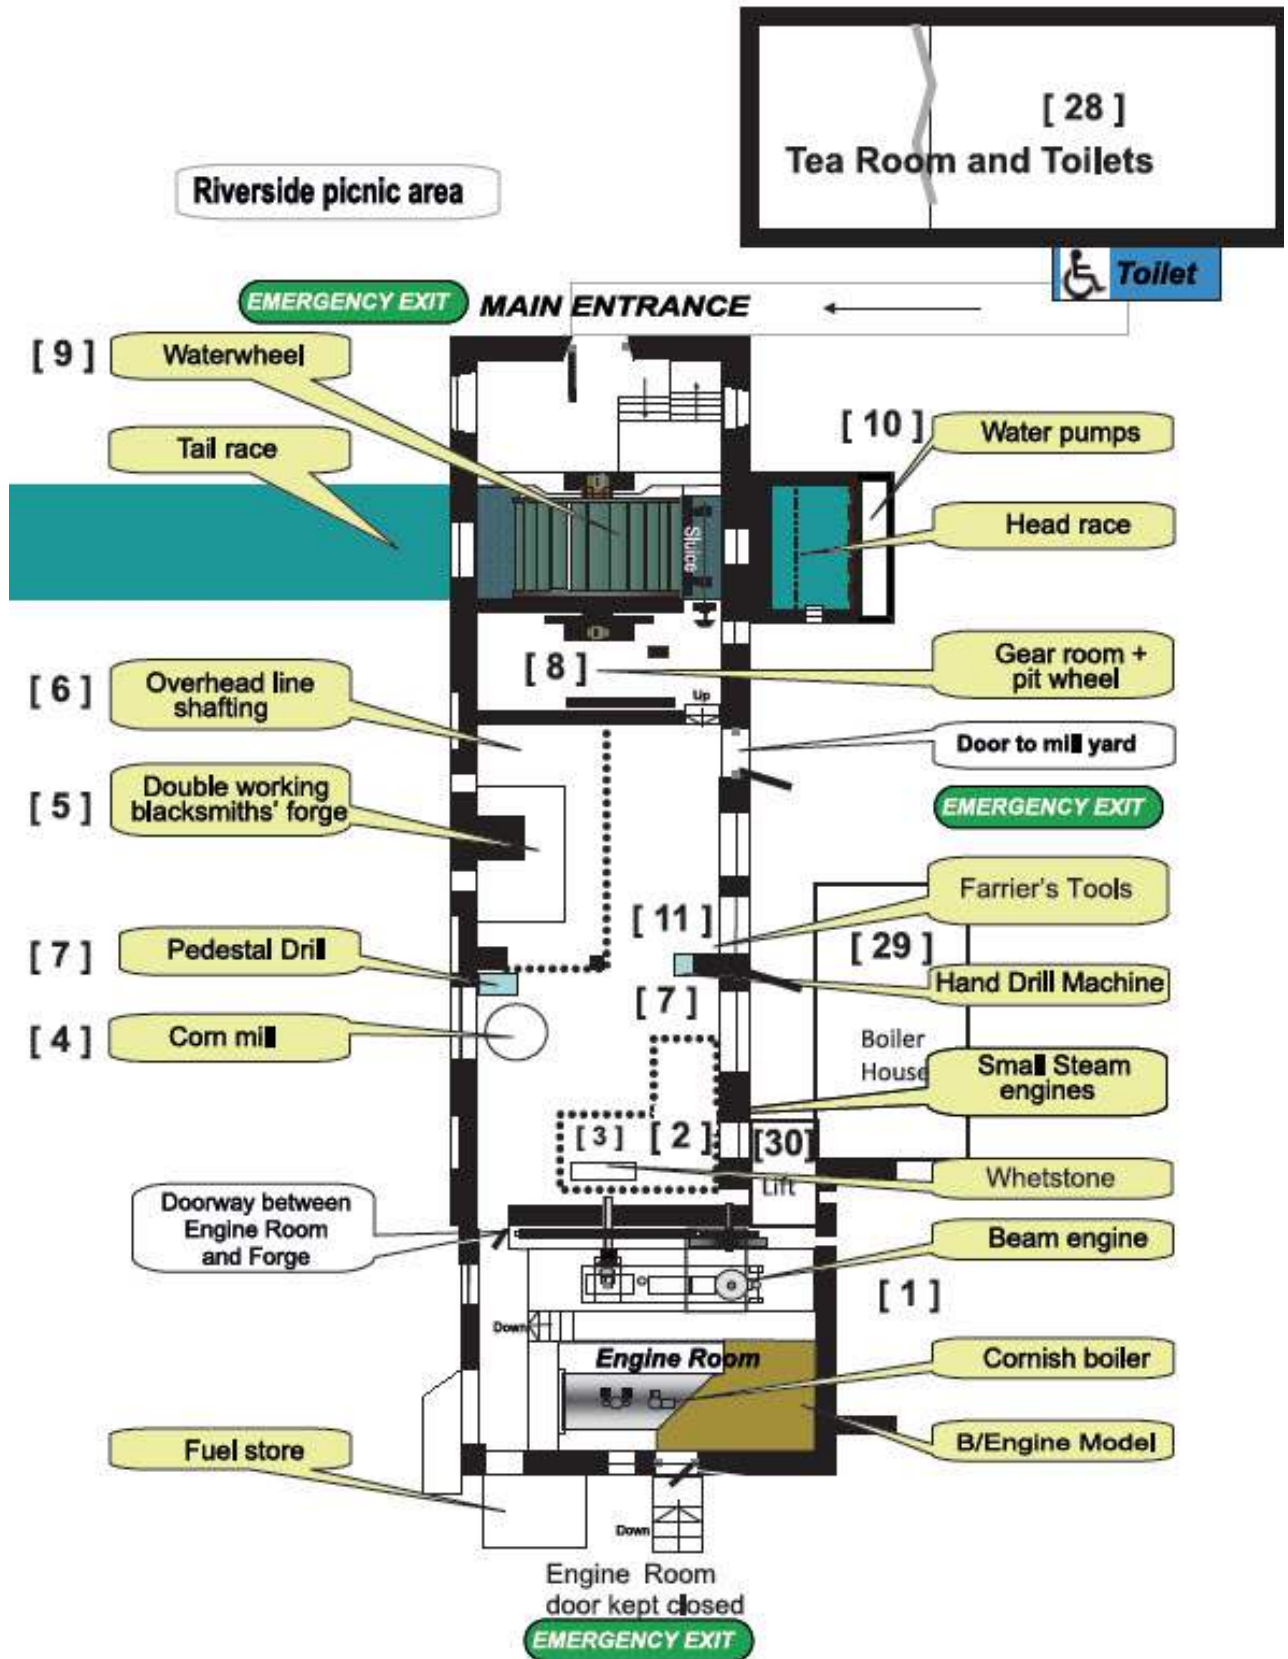 [ 28 ]
Tea Room and Toilets
Riverside picnic area
Toilet
EMERGENCY EXIT
MAIN ENTRANCE
[ 9 ]
Waterwheel
Tail race
[ 10 ]
Water pumps
Head race
Sluice
[ 8 ]
Gear room +
pit wheel
Up
[ 6 ]
Overhead line
shafting
Door to mill yard
EMERGENCY EXIT
[ 5 ]
Double working
blacksmiths' forge
Farrier's Tools
[ 11 ]
[ 29 ]
[ 7 ]
Pedestal Drill
Hand Drill Machine
[ 7 ]
[ 4 ]
Corn mill
Boiler
House
Small Steam
engines
[ 3 ]
[ 2 ]
[30]
Lift
Whetstone
Doorway between
Engine Room
and Forge
Beam engine
[ 1 ]
Down
Engine Room
Cornish boiler
Fuel store
B/Engine Model
Down
Engine Room
door kept closed
EMERGENCY EXIT